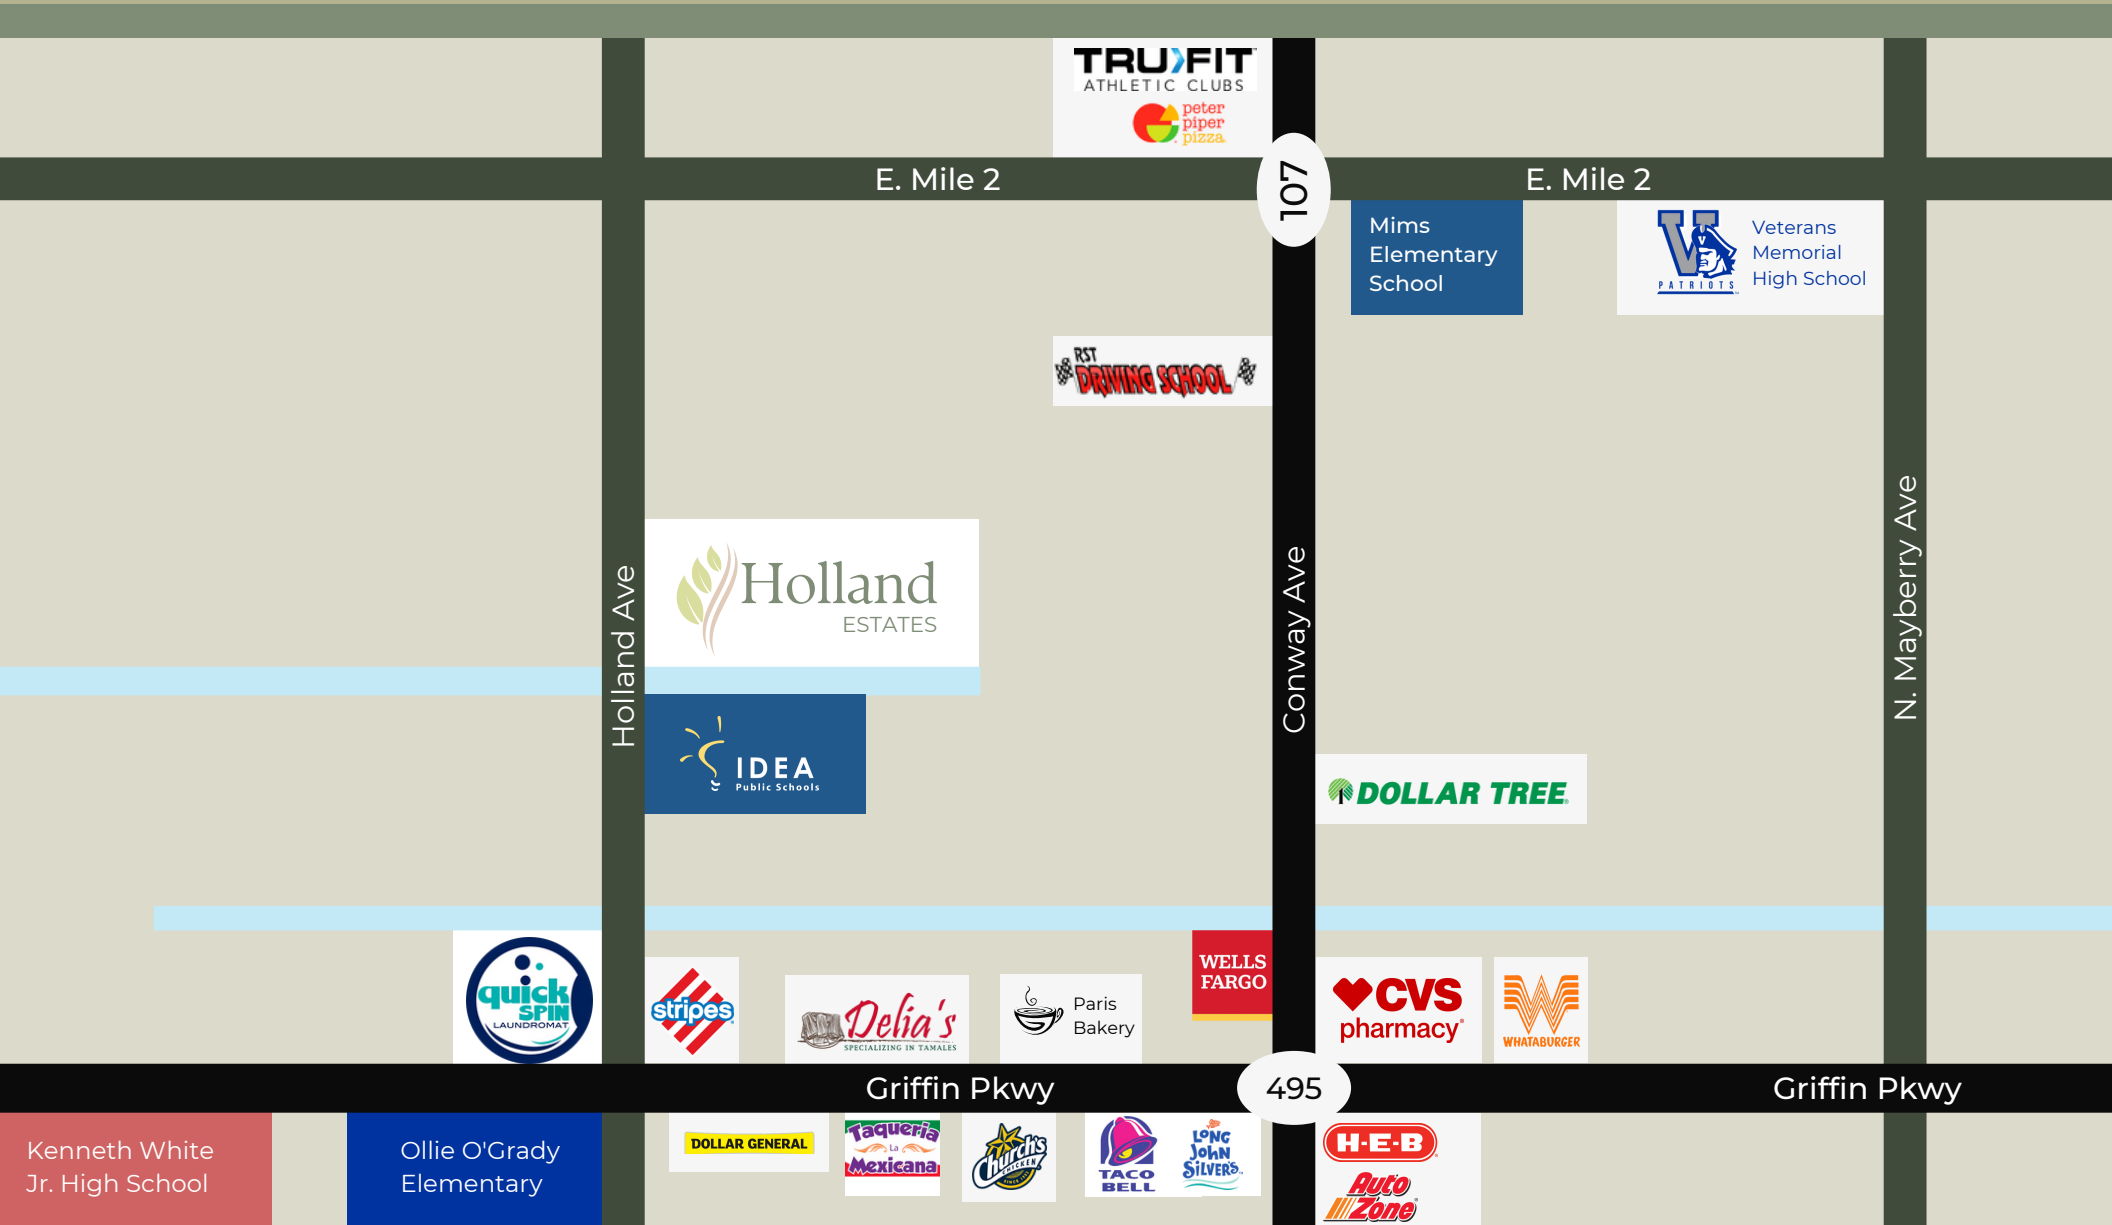 TRU FIT
ATHLETIC CLUBS
peter
piper
pizza
E. Mile 2
107
E. Mile 2
Mims
Elementary
School
V
PATRIOTS
Veterans
Memorial
High School
RST
DRIVING SCHOOL
Holland
ESTATES
Holland Ave
Conway Ave
N. Mayberry Ave
IDEA
Public Schools
DOLLAR TREE
quick
SPIN
LAUNDROMAT
stripes
Delia's
SPECIALIZING IN TAMALES
Paris
Bakery
WELLS
FARGO
CVS
pharmacy
WHATABURGER
Griffin Pkwy
495
Griffin Pkwy
Kenneth White
Jr. High School
Ollie O'Grady
Elementary
DOLLAR GENERAL
Taqueria
La
Mexicana
Church's
CHICKEN
TACO
BELL
LONG
JOHN
SILVER'S
H-E-B
Auto
Zone